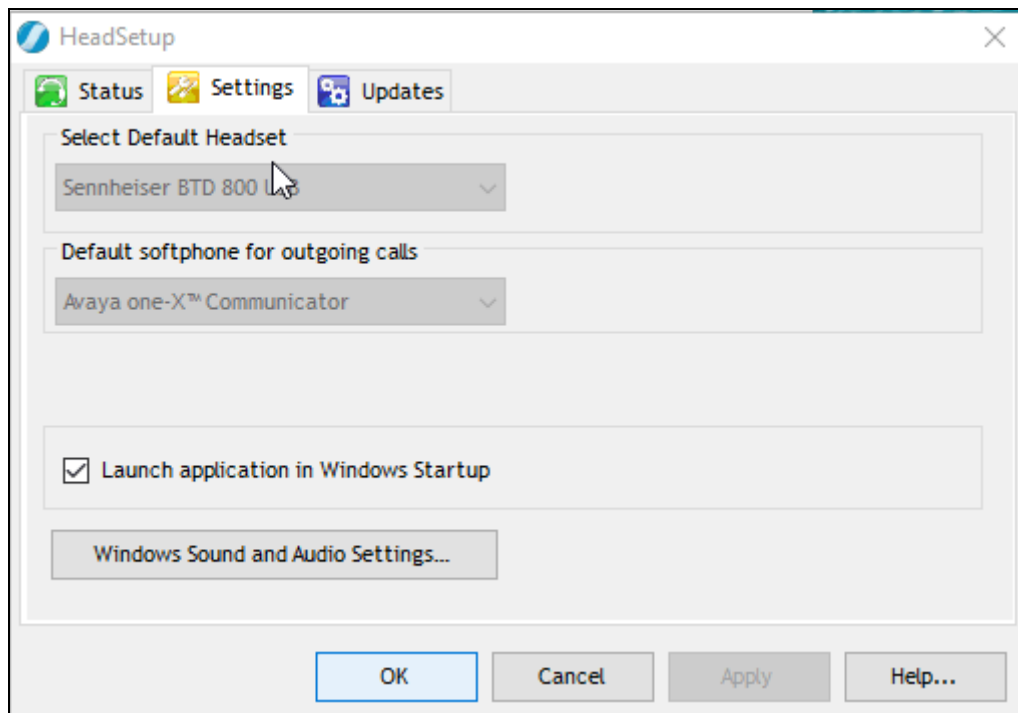 HeadSetup
Status Settings Updates
Select Default Headset
Sennheiser BTD 800
Default softphone for outgoing calls
Avaya one-X™ Communicator
Launch application in Windows Startup
Windows Sound and Audio Settings...
OK Cancel Apply Help...